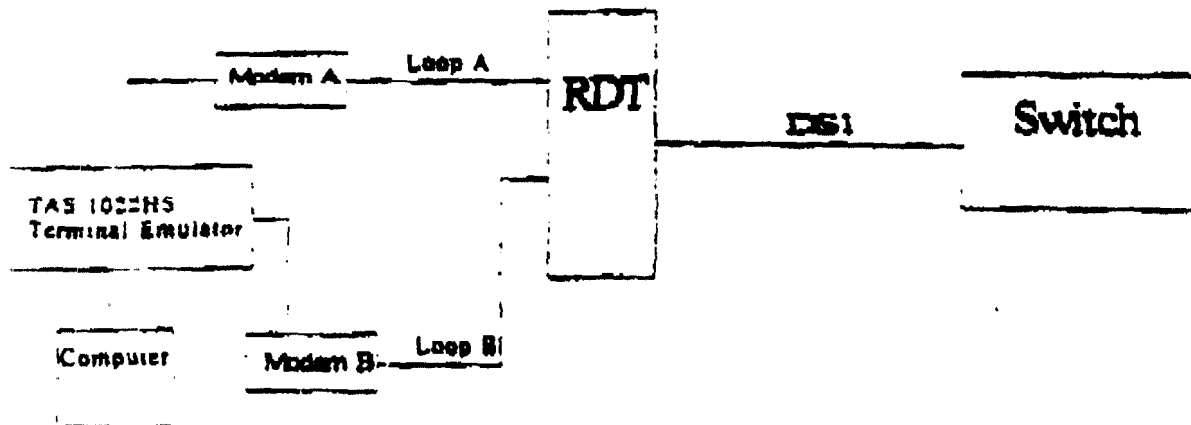 Loop A
Modem A
RDT
DS1
Switch
TAS 1022HS
Terminal Emulator
Computer
Modem B
Loop B